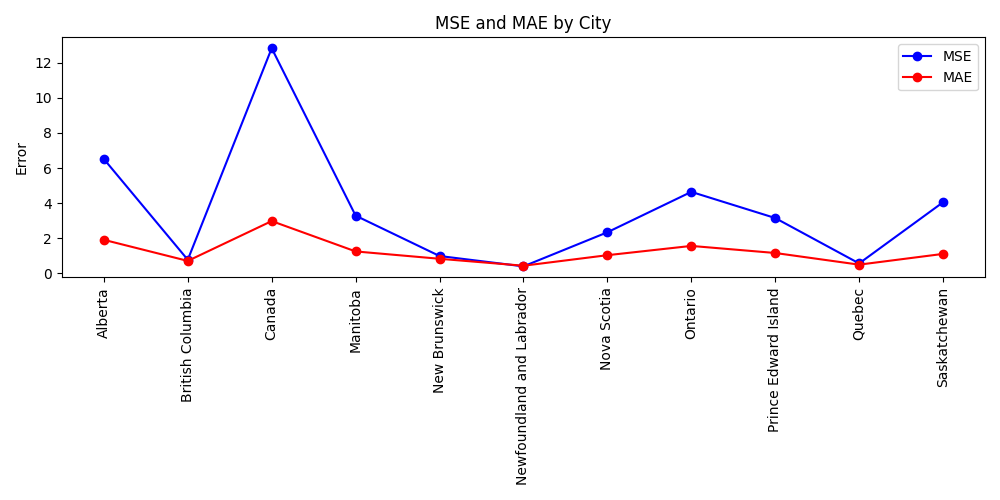 MSE and MAE by City
MSE
MAE
Error
12
10
8
6
4
2
0
Alberta
British Columbia
Canada
Manitoba
New Brunswick
Newfoundland and Labrador
Nova Scotia
Ontario
Prince Edward Island
Quebec
Saskatchewan